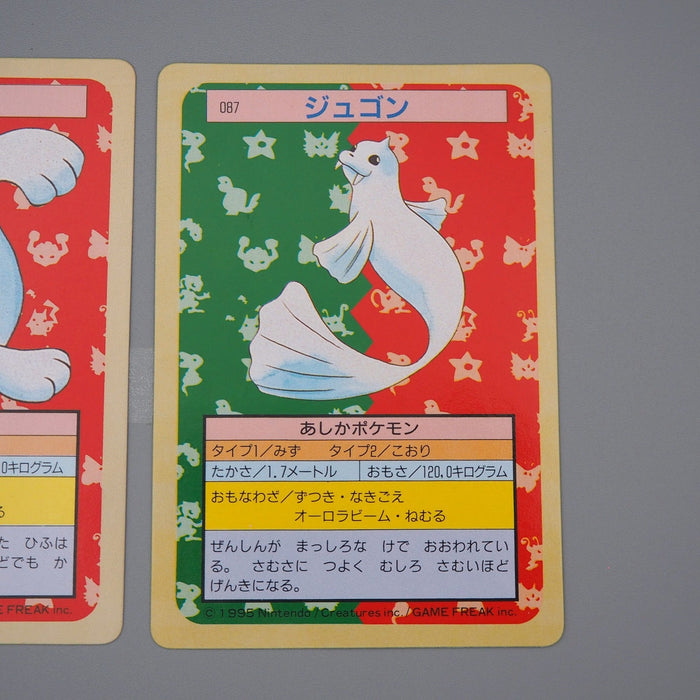 087 ジュゴン
あしかポケモン
タイプ1/みず タイプ2/こおり
たかさ/1.7メートル おもさ/120.0キログラム
おもなわざ/ずつき・なきごえ
オーロラビーム・ねむる
ぜんしんが まっしろな けで おおわれてい
る。 さむさに つよく むしろ さむいほど
げんきになる。
© 1995 Nintendo/Creatures inc./GAME FREAK inc.
.0キログラム
る
た ひふは
どでも か
E FREAK inc.